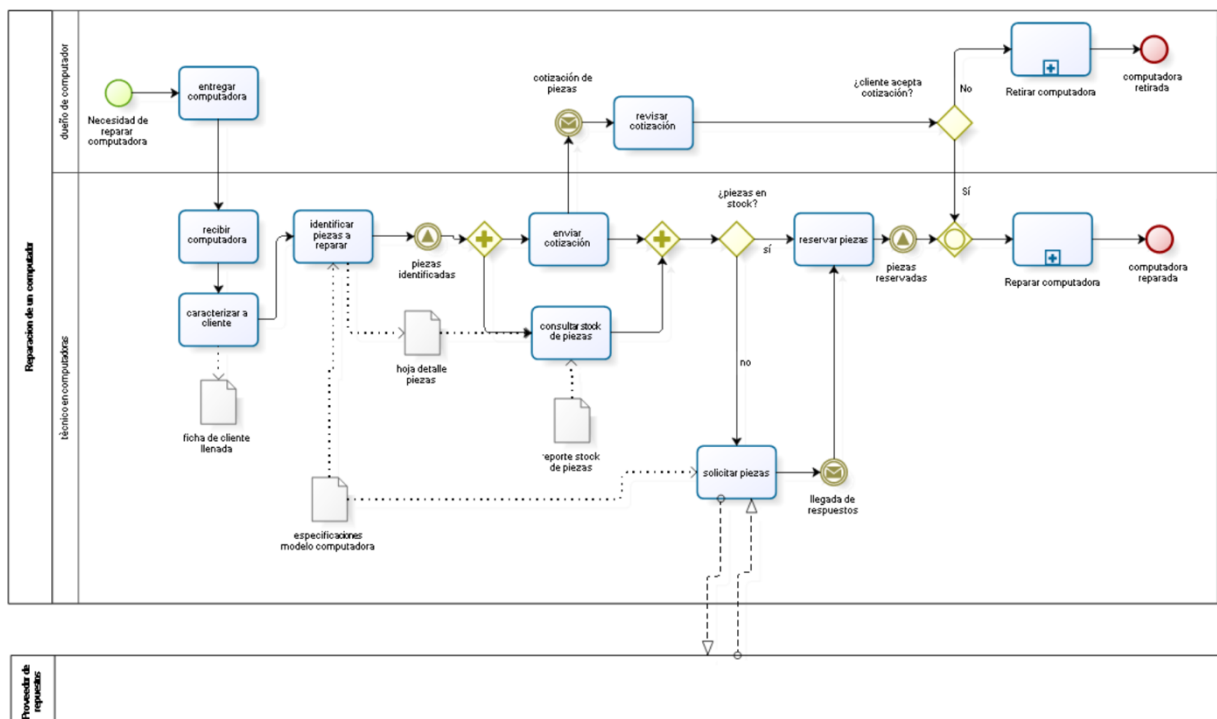 Reparacion de un computador
dueño de computador
Necesidad de
reparar
computadora
entregar
computadora
cotización de
piezas
revisar
cotización
¿cliente acepta
cotización?
No
Sí
Retirar computadora
computadora
retirada
técnico en computadoras
recibir
computadora
caracterizar a
cliente
ficha de cliente
llenada
identificar
piezas a
reparar
piezas
identificadas
enviar
cotización
consultar stock
de piezas
hoja detalle
piezas
reporte stock
de piezas
especificaciones
modelo computadora
¿piezas en
stock?
sí
no
reservar piezas
piezas
reservadas
solicitar piezas
llegada de
respuestos
Reparar computadora
computadora
reparada
Proveedor de
repuestos